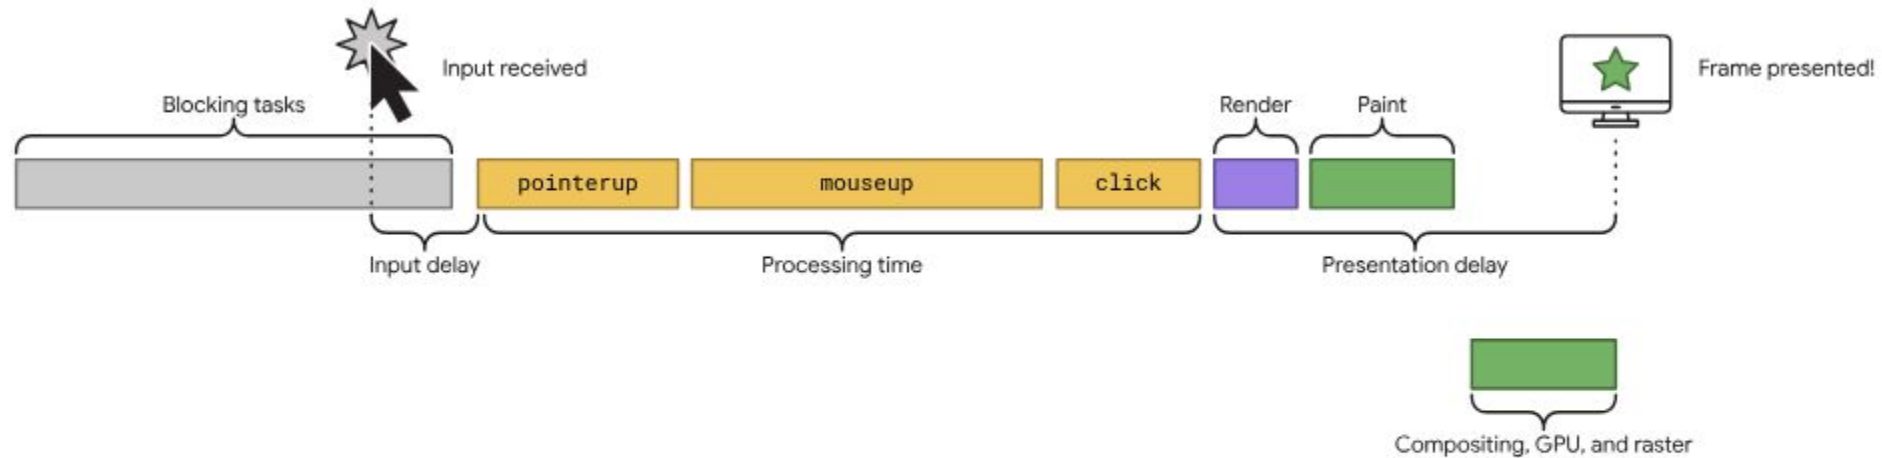 Input received
Frame presented!
Blocking tasks
Render
Paint
pointerup
mouseup
click
Input delay
Processing time
Presentation delay
Compositing, GPU, and raster